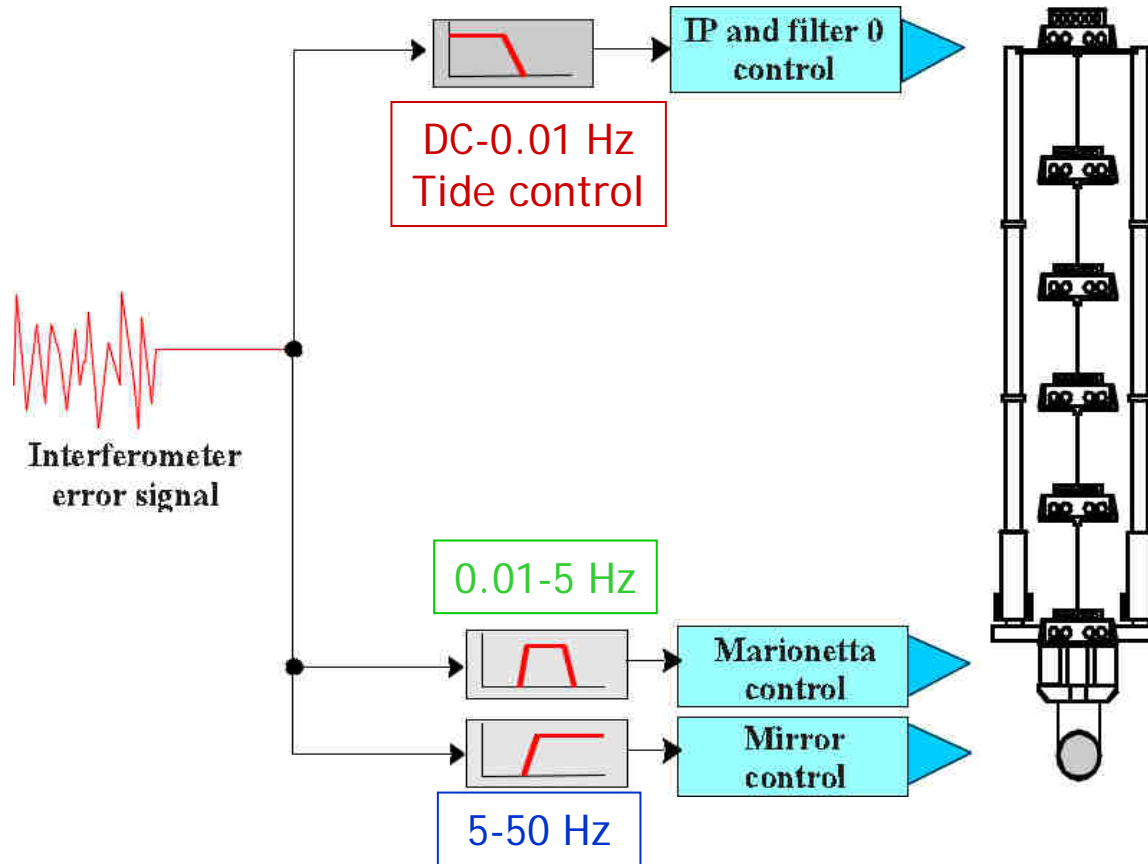 IP and filter 0
control
DC-0.01 Hz
Tide control
Interferometer
error signal
0.01-5 Hz
Marionetta
control
Mirror
control
5-50 Hz